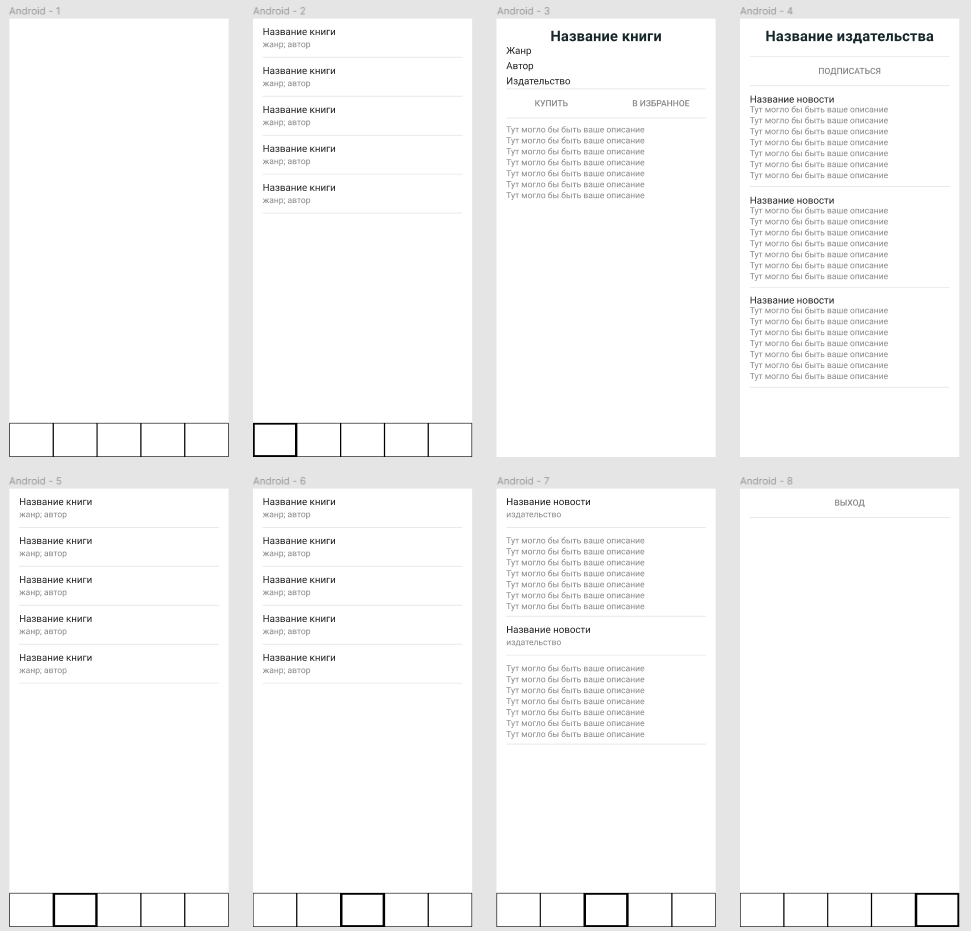 Android - 1
Android - 2
Название книги
жанр; автор
Название книги
жанр; автор
Название книги
жанр; автор
Название книги
жанр; автор
Название книги
жанр; автор
Android - 3
Название книги
Жанр
Автор
Издательство
КУПИТЬ
В ИЗБРАННОЕ
Тут могло бы быть ваше описание
Тут могло бы быть ваше описание
Тут могло бы быть ваше описание
Тут могло бы быть ваше описание
Тут могло бы быть ваше описание
Тут могло бы быть ваше описание
Тут могло бы быть ваше описание
Android - 4
Название издательства
ПОДПИСАТЬСЯ
Название новости
Тут могло бы быть ваше описание
Тут могло бы быть ваше описание
Тут могло бы быть ваше описание
Тут могло бы быть ваше описание
Тут могло бы быть ваше описание
Тут могло бы быть ваше описание
Тут могло бы быть ваше описание
Название новости
Тут могло бы быть ваше описание
Тут могло бы быть ваше описание
Тут могло бы быть ваше описание
Тут могло бы быть ваше описание
Тут могло бы быть ваше описание
Тут могло бы быть ваше описание
Тут могло бы быть ваше описание
Название новости
Тут могло бы быть ваше описание
Тут могло бы быть ваше описание
Тут могло бы быть ваше описание
Тут могло бы быть ваше описание
Тут могло бы быть ваше описание
Тут могло бы быть ваше описание
Тут могло бы быть ваше описание
Android - 5
Название книги
жанр; автор
Название книги
жанр; автор
Название книги
жанр; автор
Название книги
жанр; автор
Название книги
жанр; автор
Android - 6
Название книги
жанр; автор
Название книги
жанр; автор
Название книги
жанр; автор
Название книги
жанр; автор
Название книги
жанр; автор
Android - 7
Название новости
издательство
Тут могло бы быть ваше описание
Тут могло бы быть ваше описание
Тут могло бы быть ваше описание
Тут могло бы быть ваше описание
Тут могло бы быть ваше описание
Тут могло бы быть ваше описание
Тут могло бы быть ваше описание
Название новости
издательство
Тут могло бы быть ваше описание
Тут могло бы быть ваше описание
Тут могло бы быть ваше описание
Тут могло бы быть ваше описание
Тут могло бы быть ваше описание
Тут могло бы быть ваше описание
Тут могло бы быть ваше описание
Android - 8
ВЫХОД